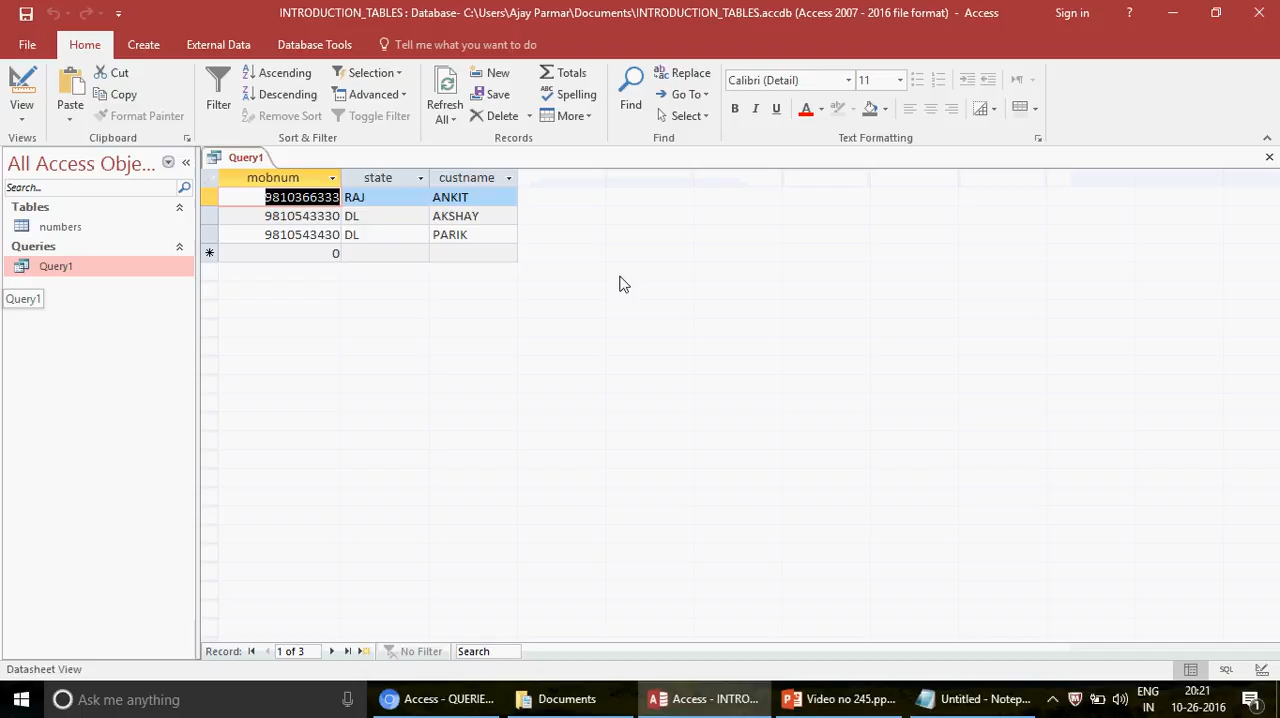 INTRODUCTION_TABLES : Database- C:\Users\Ajay Parmar\Documents\INTRODUCTION_TABLES.accdb (Access 2007 - 2016 file format) - Access
Sign in
?
File
Home
Create
External Data
Database Tools
Tell me what you want to do
View
Views
Paste
Cut
Copy
Format Painter
Clipboard
Filter
Ascending
Descending
Remove Sort
Selection
Advanced
Toggle Filter
Sort & Filter
Refresh
All
New
Save
Delete
Totals
Spelling
More
Records
Find
Replace
Go To
Select
Find
Calibri (Detail)
11
B I U
A
Text Formatting
All Access Obje...
Search...
Tables
numbers
Queries
Query1
Query1
Query1
mobnum state custname
9810366333 RAJ ANKIT
9810543330 DL AKSHAY
9810543430 DL PARIK
0
Record: 1 of 3 No Filter Search
Datasheet View
SQL
Ask me anything
Access - QUERIE...
Documents
Access - INTRO...
Video no 245.pp...
Untitled - Notep...
ENG
IN
20:21
10-26-2016
1